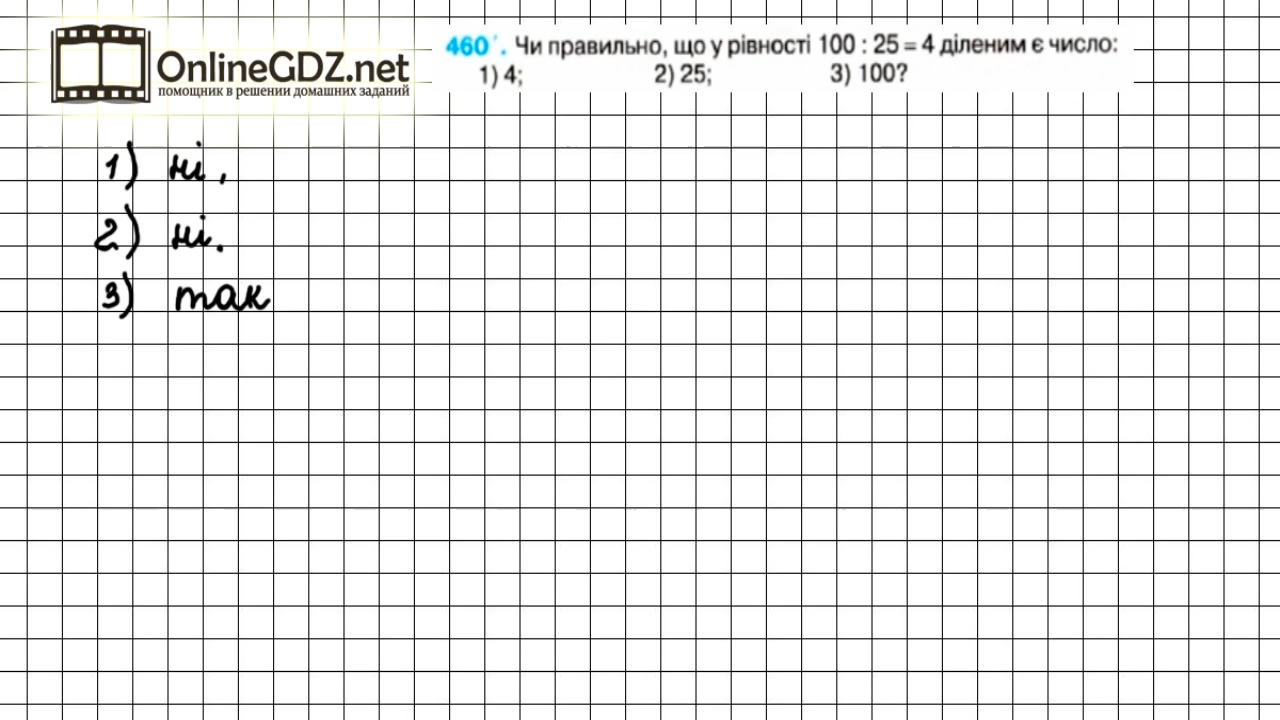 OnlineGDZ.net
помощник в решении домашних заданий
460°. Чи правильно, що у рівності 100 : 25 = 4 діленим є число:
1) 4; 2) 25; 3) 100?
1) ні,
2) ні.
3) так